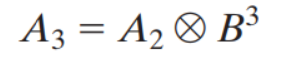 A₃ = A₂ ⊗ B³